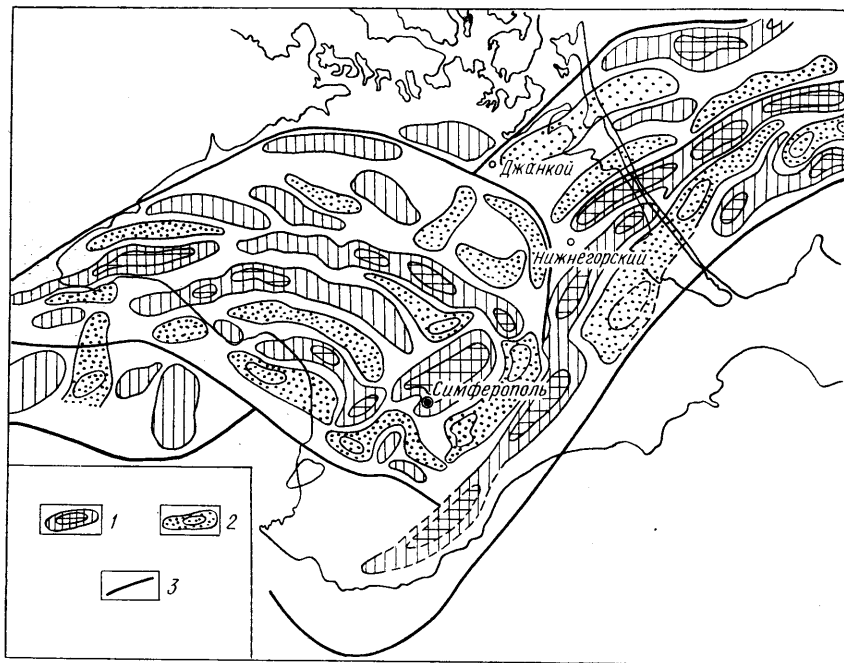 Джанкой
Нижнегорский
Симферополь
1
2
3